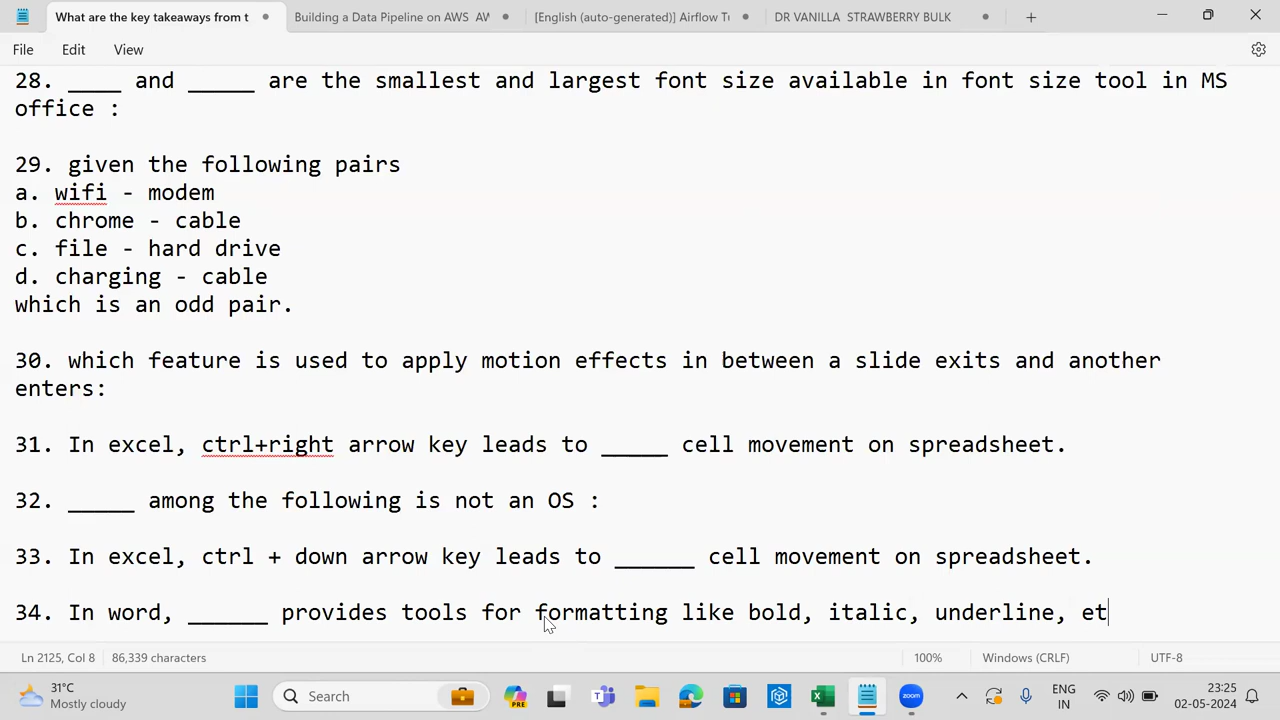 What are the key takeaways from t
Building a Data Pipeline on AWS AW
[English (auto-generated)] Airflow Tu
DR VANILLA STRAWBERRY BULK
File Edit View
28. ____ and _____ are the smallest and largest font size available in font size tool in MS
office :
29. given the following pairs
a. wifi - modem
b. chrome - cable
c. file - hard drive
d. charging - cable
which is an odd pair.
30. which feature is used to apply motion effects in between a slide exits and another
enters:
31. In excel, ctrl+right arrow key leads to _____ cell movement on spreadsheet.
32. _____ among the following is not an OS :
33. In excel, ctrl + down arrow key leads to ______ cell movement on spreadsheet.
34. In word, ______ provides tools for formatting like bold, italic, underline, et
Ln 2125, Col 8 86,339 characters 100% Windows (CRLF) UTF-8
31°C
Mostly cloudy
Search
PRE
zoom
ENG
IN
23:25
02-05-2024